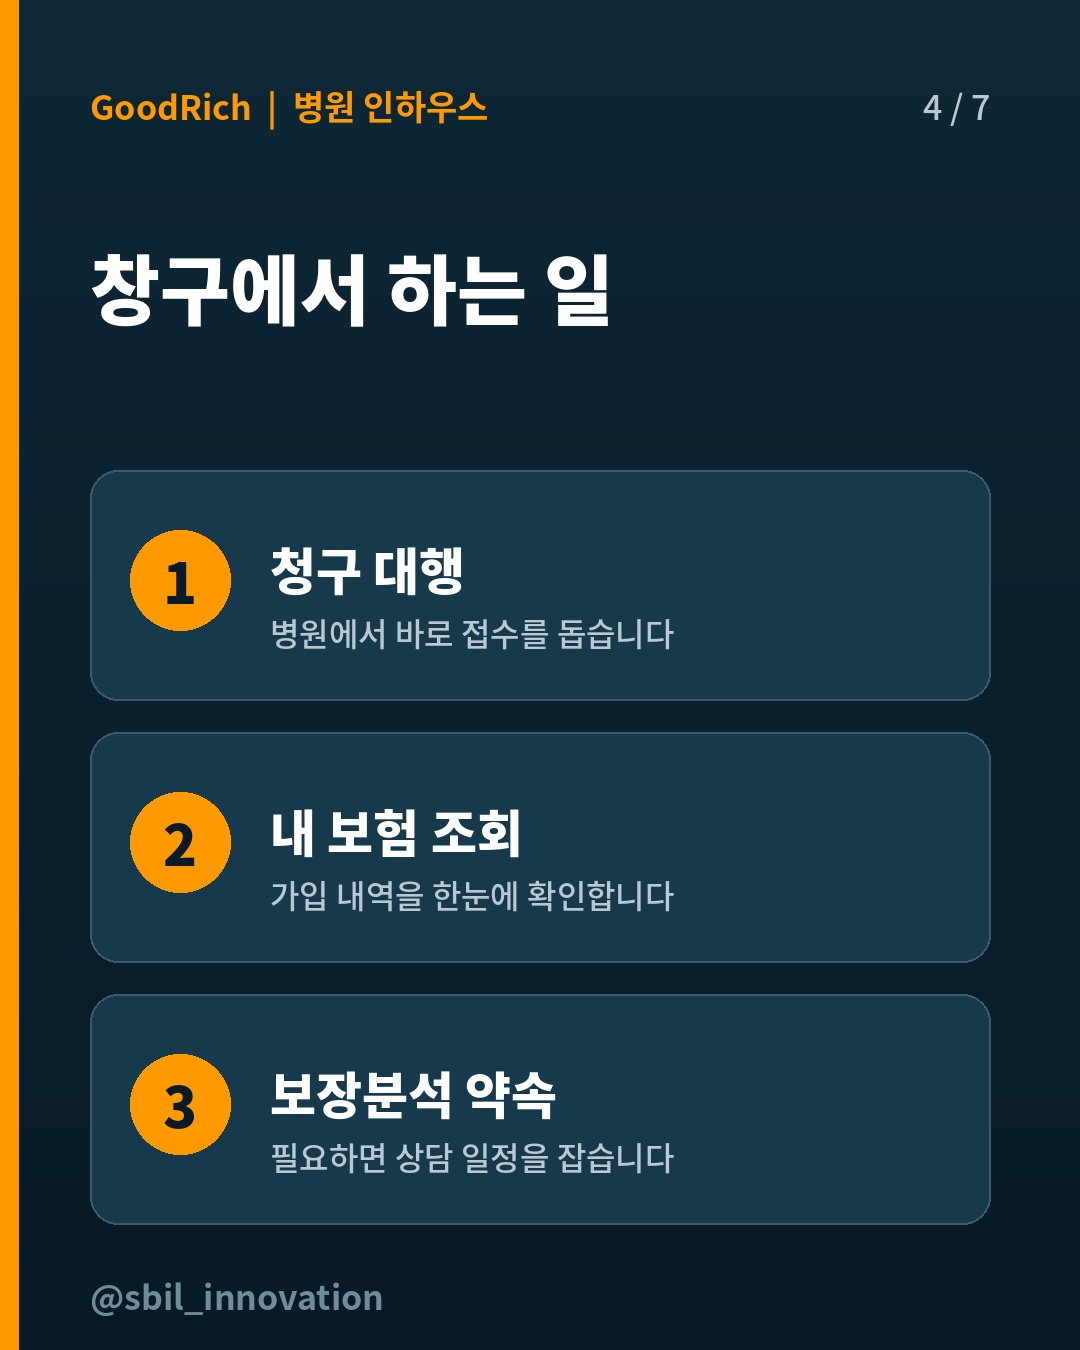 GoodRich | 병원 인하우스
4 / 7
창구에서 하는 일
1
청구 대행
병원에서 바로 접수를 돕습니다
2
내 보험 조회
가입 내역을 한눈에 확인합니다
3
보장분석 약속
필요하면 상담 일정을 잡습니다
@sbil_innovation